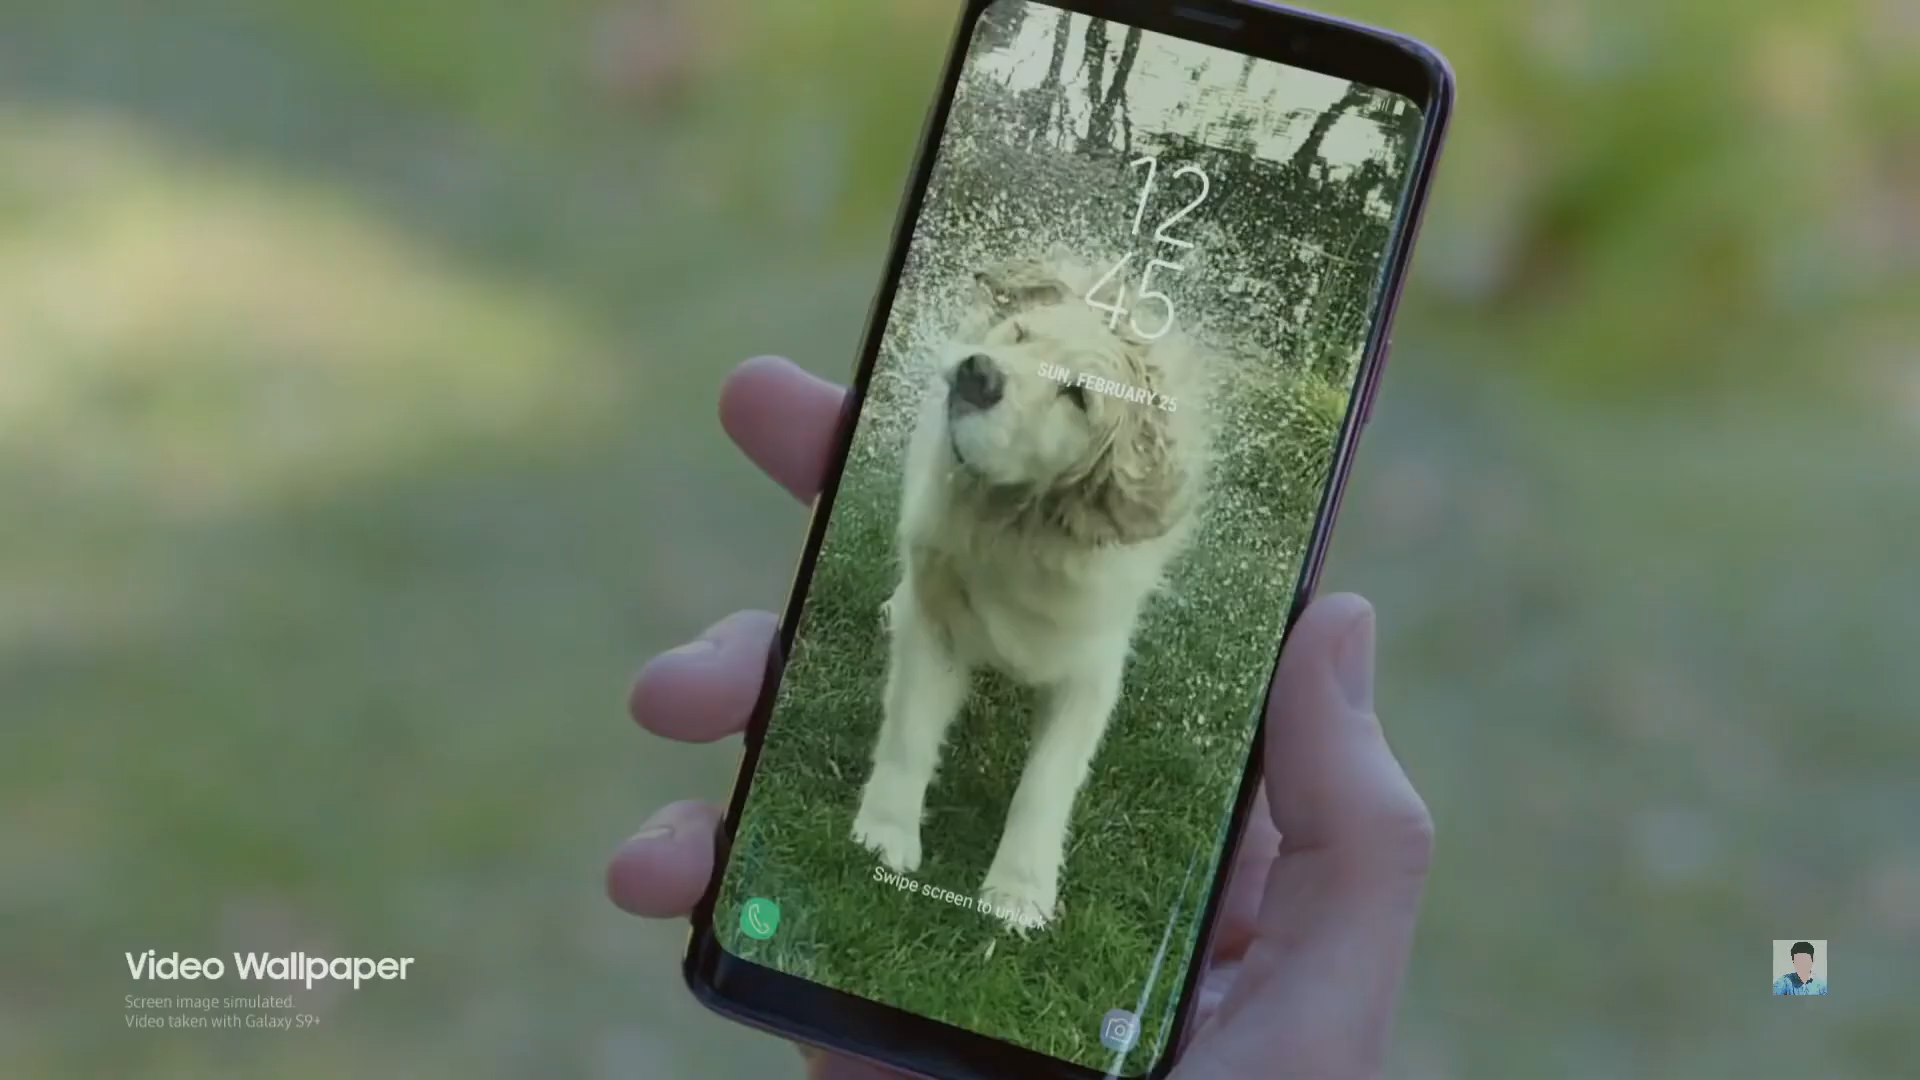 12
45
SUN, FEBRUARY 25
Swipe screen to unlock
Video Wallpaper
Screen image simulated.
Video taken with Galaxy S9+